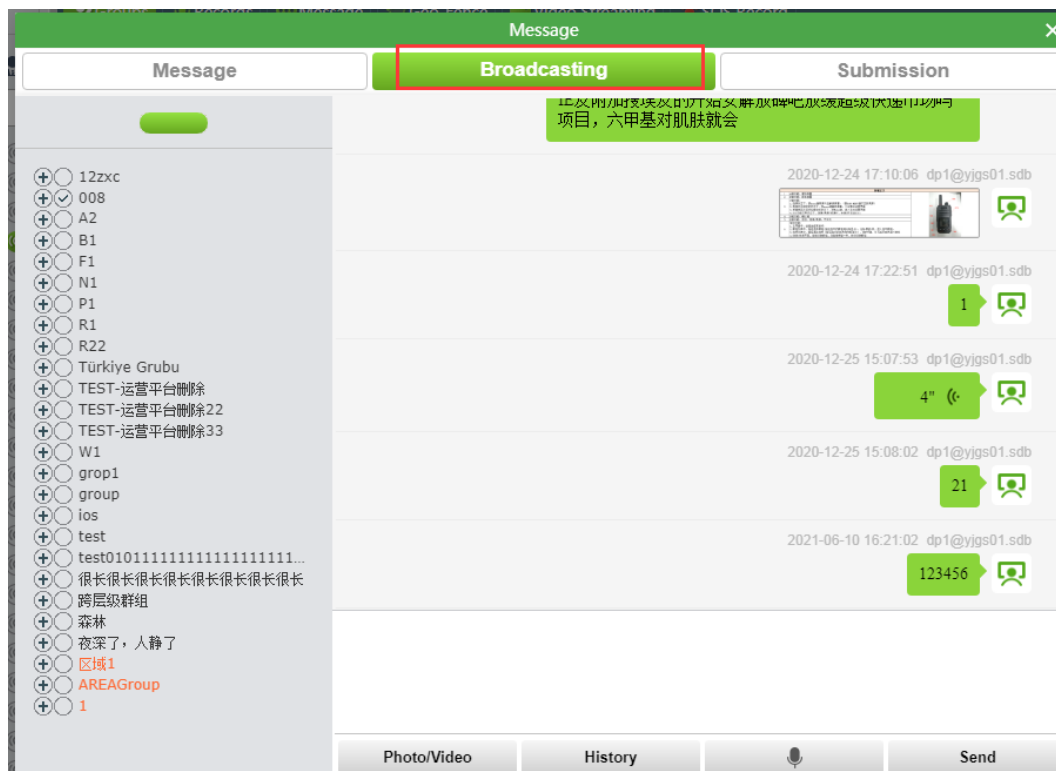 Message
Message
Broadcasting
Submission
12zxc
008
A2
B1
F1
N1
P1
R1
R22
Türkiye Grubu
TEST-运营平台删除
TEST-运营平台删除22
TEST-运营平台删除33
W1
grop1
group
ios
test
test0101111111111111111111...
很长很长很长很长很长很长很长很长
跨层级群组
森林
夜深了，人静了
区域1
AREAGroup
1
项目，六甲基对肌肤就会
2020-12-24 17:10:06 dp1@yjgs01.sdb
2020-12-24 17:22:51 dp1@yjgs01.sdb
1
2020-12-25 15:07:53 dp1@yjgs01.sdb
4"
2020-12-25 15:08:02 dp1@yjgs01.sdb
21
2021-06-10 16:21:02 dp1@yjgs01.sdb
123456
Photo/Video
History
Send